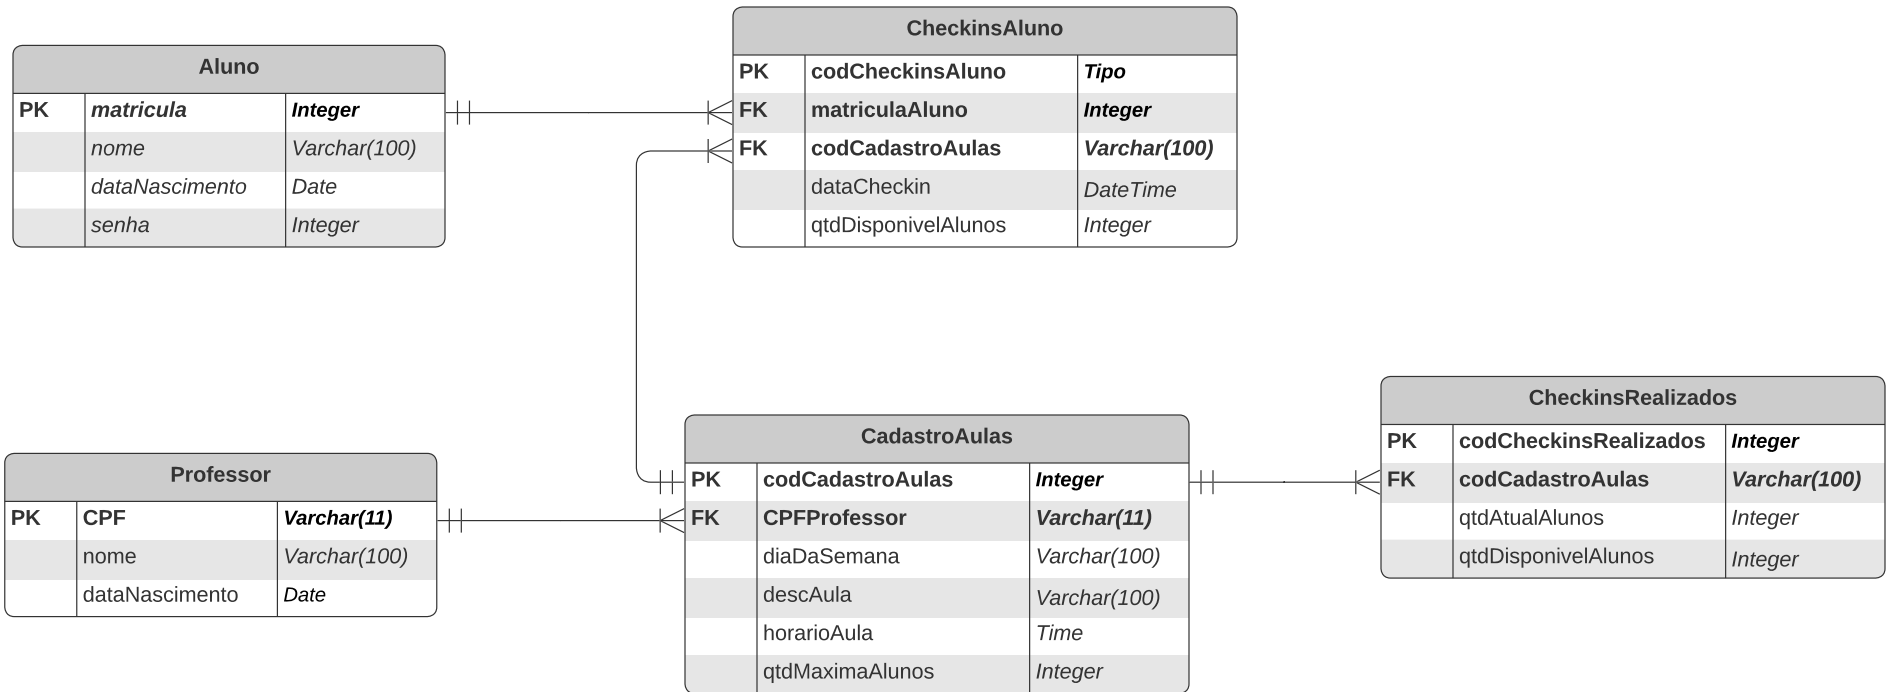 Aluno
PK matricula Integer
nome Varchar(100)
dataNascimento Date
senha Integer
CheckinsAluno
PK codCheckinsAluno Tipo
FK matriculaAluno Integer
FK codCadastroAulas Varchar(100)
dataCheckin DateTime
qtdDisponivelAlunos Integer
Professor
PK CPF Varchar(11)
nome Varchar(100)
dataNascimento Date
CadastroAulas
PK codCadastroAulas Integer
FK CPFProfessor Varchar(11)
diaDaSemana Varchar(100)
descAula Varchar(100)
horarioAula Time
qtdMaximaAlunos Integer
CheckinsRealizados
PK codCheckinsRealizados Integer
FK codCadastroAulas Varchar(100)
qtdAtualAlunos Integer
qtdDisponivelAlunos Integer